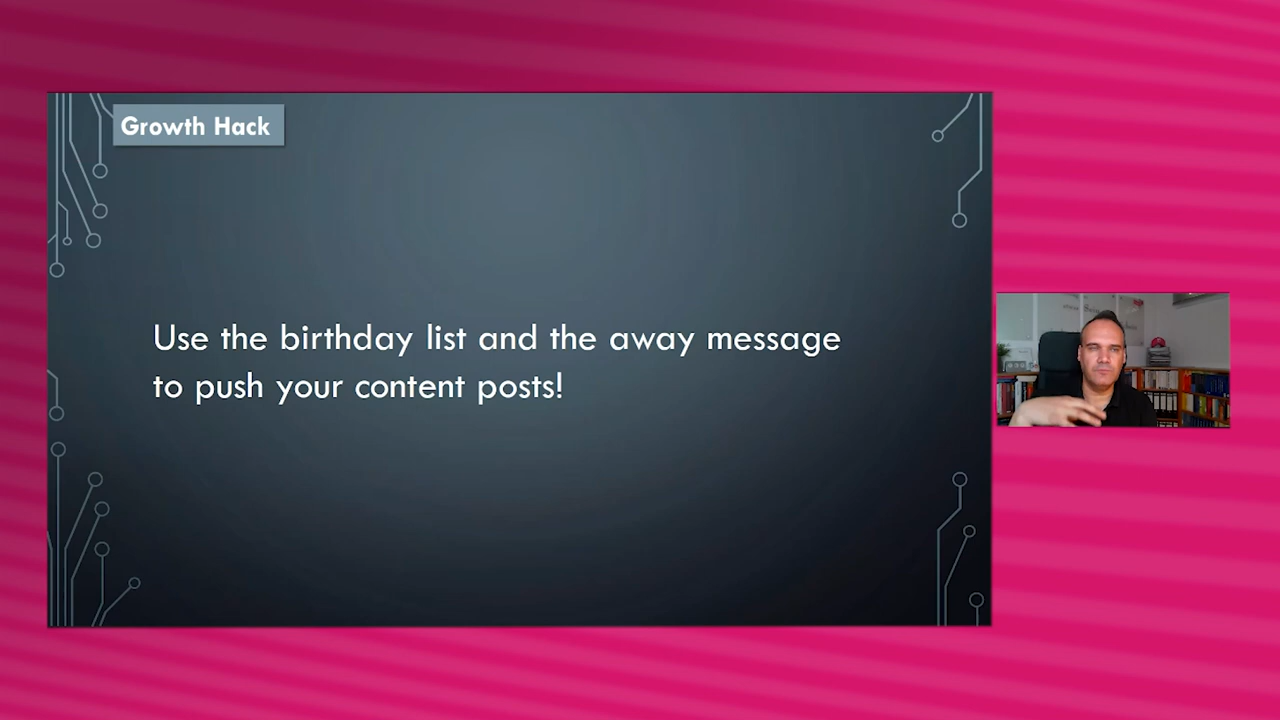 Growth Hack
Use the birthday list and the away message
to push your content posts!